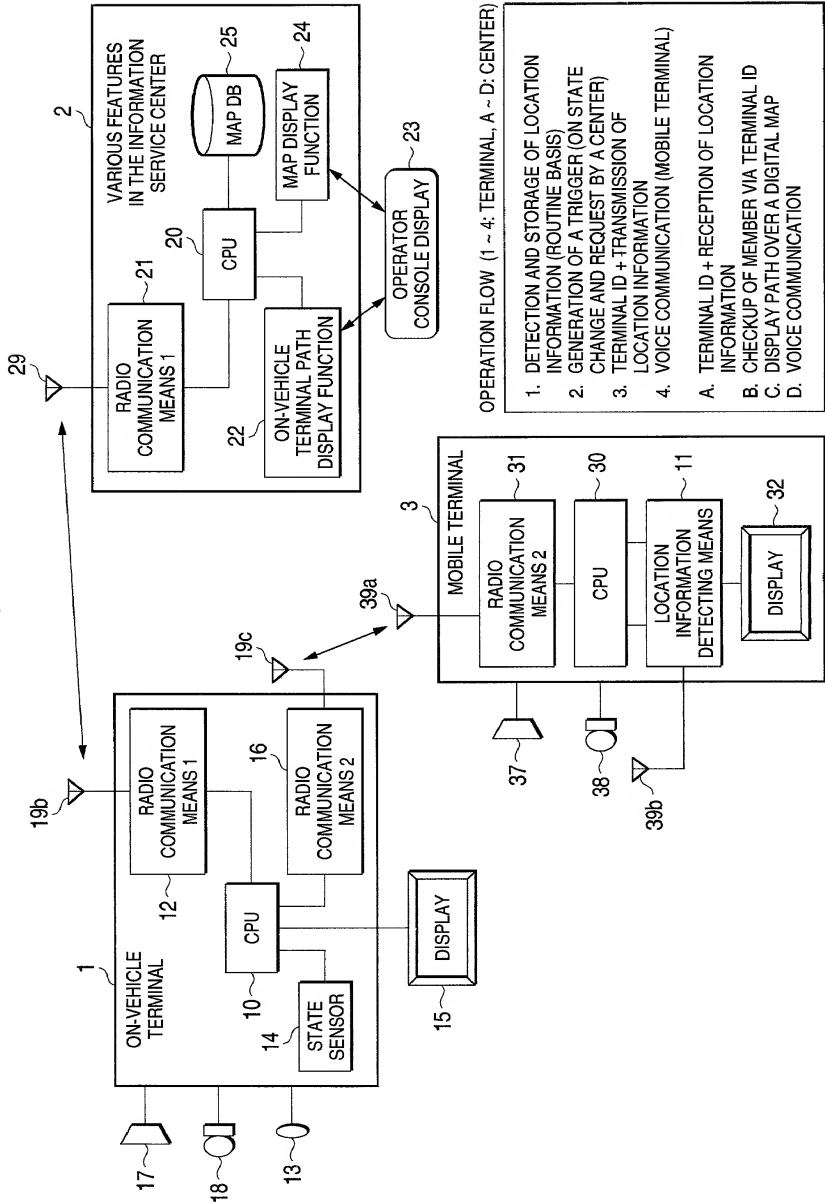 1
ON-VEHICLE
TERMINAL
19b
RADIO
COMMUNICATION
MEANS 1
12
16
RADIO
COMMUNICATION
MEANS 2
19c
CPU
10
14
STATE
SENSOR
DISPLAY
15
17
18
13
29
2
VARIOUS FEATURES
IN THE INFORMATION
SERVICE CENTER
21
RADIO
COMMUNICATION
MEANS 1
20
CPU
MAP DB
25
MAP DISPLAY
FUNCTION
24
22
ON-VEHICLE
TERMINAL PATH
DISPLAY FUNCTION
OPERATOR
CONSOLE DISPLAY
23
3
MOBILE TERMINAL
39a
RADIO
COMMUNICATION
MEANS 2
31
CPU
30
LOCATION
INFORMATION
DETECTING MEANS
11
DISPLAY
32
37
38
39b
OPERATION FLOW (1 ~ 4: TERMINAL, A ~ D: CENTER)
1. DETECTION AND STORAGE OF LOCATION
INFORMATION (ROUTINE BASIS)
2. GENERATION OF A TRIGGER (ON STATE
CHANGE AND REQUEST BY A CENTER)
3. TERMINAL ID + TRANSMISSION OF
LOCATION INFORMATION
4. VOICE COMMUNICATION (MOBILE TERMINAL)
A. TERMINAL ID + RECEPTION OF LOCATION
INFORMATION
B. CHECKUP OF MEMBER VIA TERMINAL ID
C. DISPLAY PATH OVER A DIGITAL MAP
D. VOICE COMMUNICATION